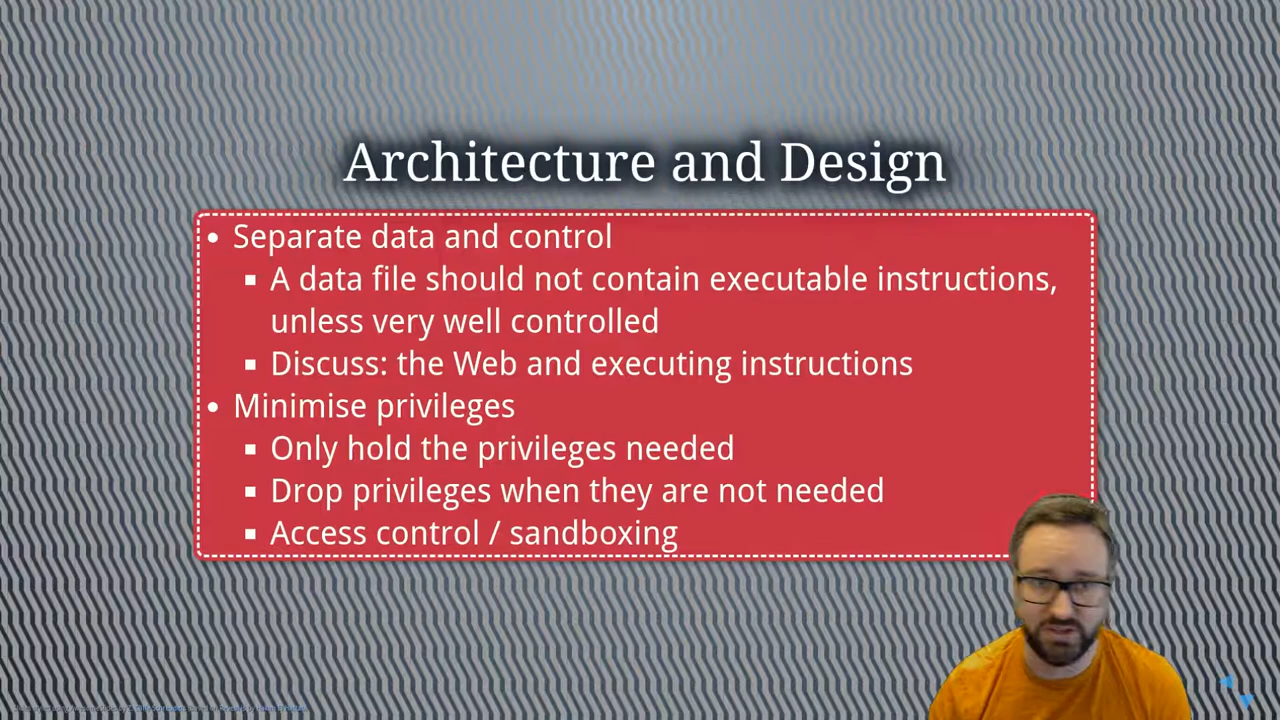 Architecture and Design
• Separate data and control
▪ A data file should not contain executable instructions,
unless very well controlled
▪ Discuss: the Web and executing instructions
• Minimise privileges
▪ Only hold the privileges needed
▪ Drop privileges when they are not needed
▪ Access control / sandboxing